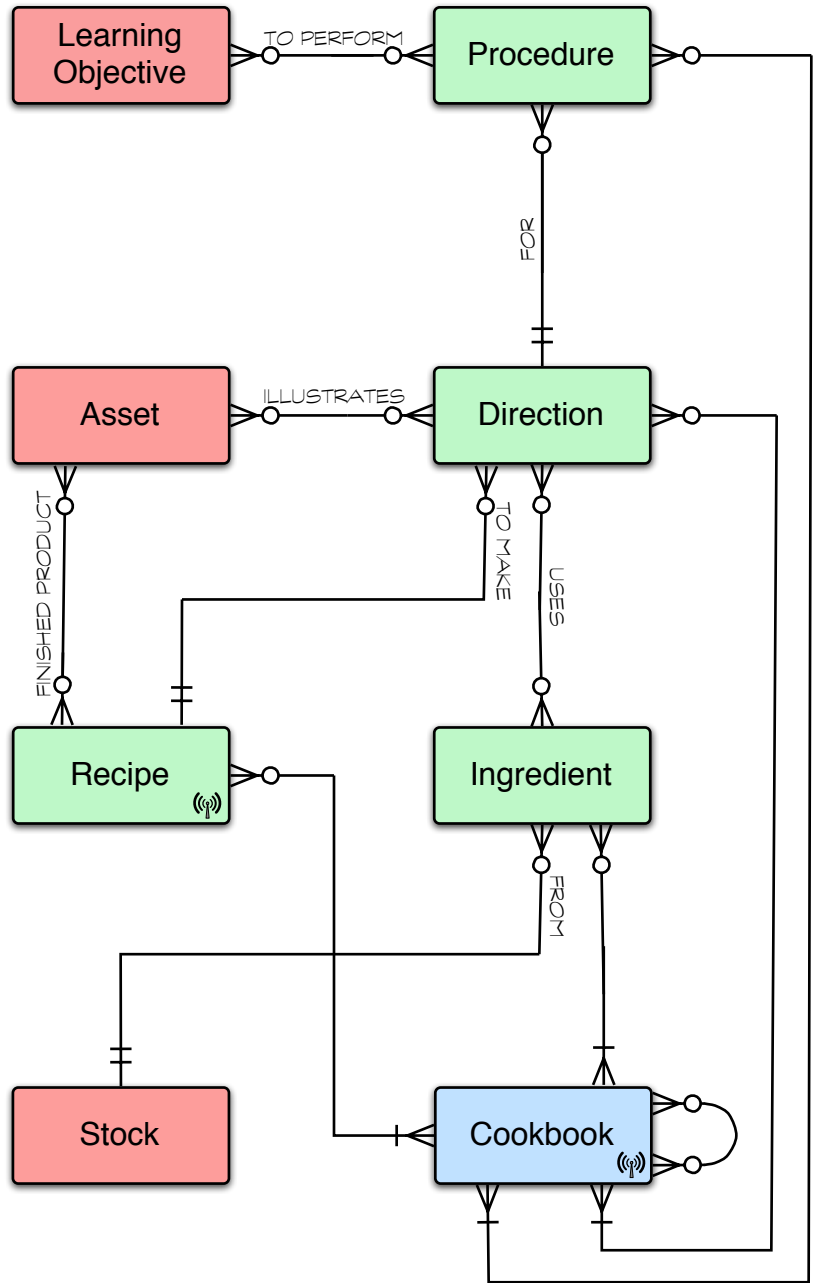 Learning
Objective
TO PERFORM
Procedure
FOR
Asset
ILLUSTRATES
Direction
FINISHED PRODUCT
TO MAKE
USES
Recipe
Ingredient
FROM
Stock
Cookbook